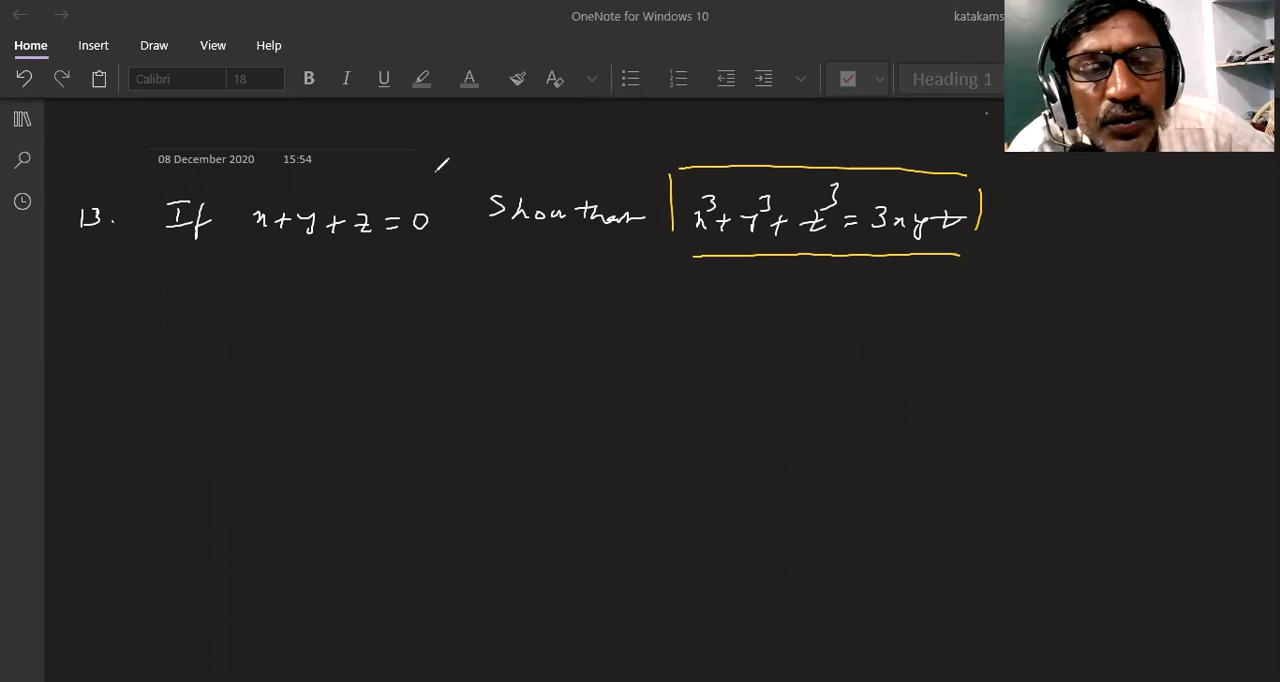 OneNote for Windows 10
katakams
Home Insert Draw View Help
Calibri 18 B I U A Heading 1
08 December 2020 15:54
13. If x+y+z=0 Show that x³+y³+z³=3xyz